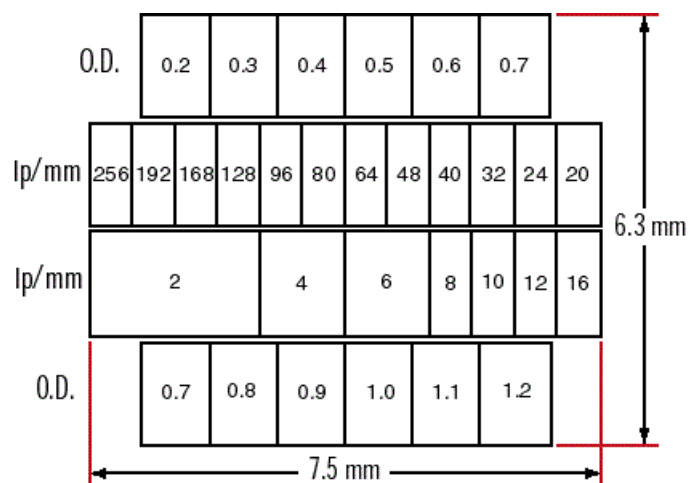 O.D. 0.2 0.3 0.4 0.5 0.6 0.7
lp/mm 256 192 168 128 96 80 64 48 40 32 24 20
6.3 mm
lp/mm 2 4 6 8 10 12 16
O.D. 0.7 0.8 0.9 1.0 1.1 1.2
7.5 mm